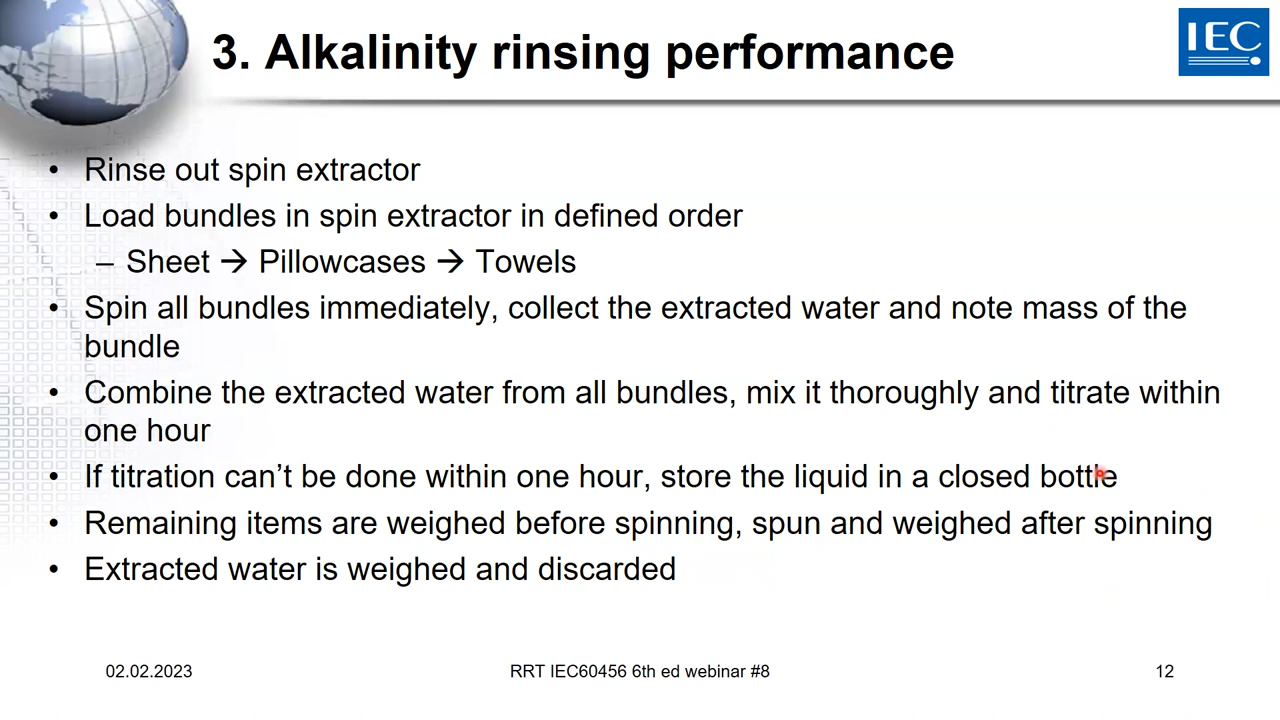 3. Alkalinity rinsing performance
IEC
• Rinse out spin extractor
• Load bundles in spin extractor in defined order
– Sheet → Pillowcases → Towels
• Spin all bundles immediately, collect the extracted water and note mass of the
bundle
• Combine the extracted water from all bundles, mix it thoroughly and titrate within
one hour
• If titration can’t be done within one hour, store the liquid in a closed bottle
• Remaining items are weighed before spinning, spun and weighed after spinning
• Extracted water is weighed and discarded
02.02.2023
RRT IEC60456 6th ed webinar #8
12